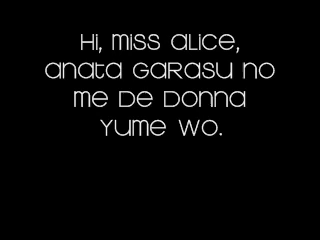 Hi, miss alice,
anata garasu no
me de donna
yume wo.